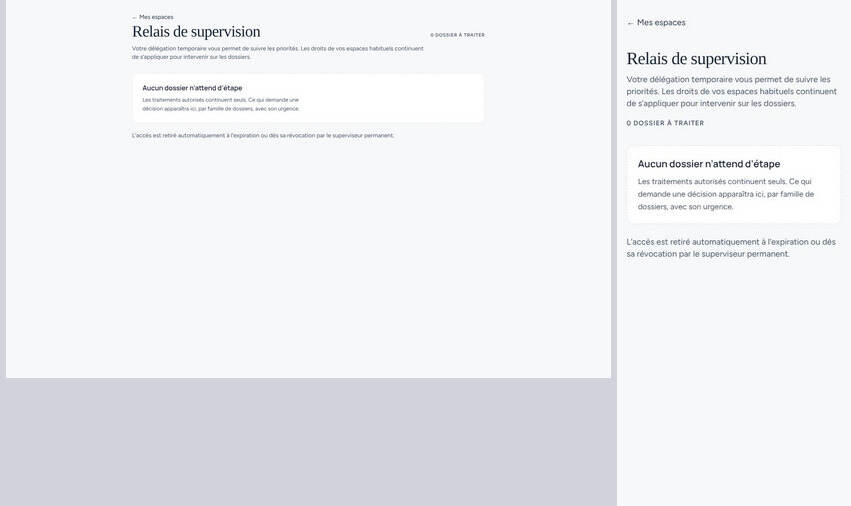 ← Mes espaces
Relais de supervision
0 DOSSIER À TRAITER
Votre délégation temporaire vous permet de suivre les priorités. Les droits de vos espaces habituels continuent
de s'appliquer pour intervenir sur les dossiers.
Aucun dossier n'attend d'étape
Les traitements autorisés continuent seuls. Ce qui demande une
décision apparaîtra ici, par famille de dossiers, avec son urgence.
L'accès est retiré automatiquement à l'expiration ou dès sa révocation par le superviseur permanent.
← Mes espaces
Relais de supervision
Votre délégation temporaire vous permet de suivre les
priorités. Les droits de vos espaces habituels continuent
de s'appliquer pour intervenir sur les dossiers.
0 DOSSIER À TRAITER
Aucun dossier n'attend d'étape
Les traitements autorisés continuent seuls. Ce qui
demande une décision apparaîtra ici, par famille de
dossiers, avec son urgence.
L'accès est retiré automatiquement à l'expiration ou dès
sa révocation par le superviseur permanent.